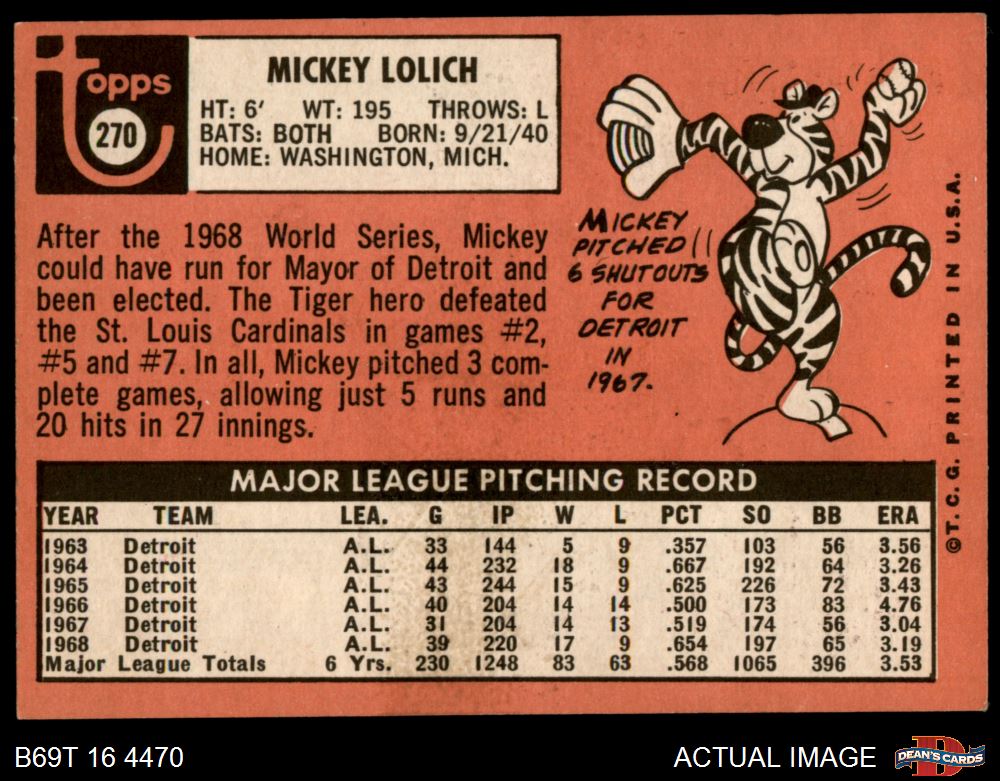 Topps
270
MICKEY LOLICH
HT: 6' WT: 195 THROWS: L
BATS: BOTH BORN: 9/21/40
HOME: WASHINGTON, MICH.
After the 1968 World Series, Mickey
could have run for Mayor of Detroit and
been elected. The Tiger hero defeated
the St. Louis Cardinals in games #2,
#5 and #7. In all, Mickey pitched 3 com-
plete games, allowing just 5 runs and
20 hits in 27 innings.
MICKEY
PITCHED
6 SHUTOUTS
FOR
DETROIT
IN
1967.
©T. C. G. PRINTED IN U.S.A.
MAJOR LEAGUE PITCHING RECORD
YEAR TEAM LEA. G IP W L PCT SO BB ERA
1963 Detroit A.L. 33 144 5 9 .357 103 56 3.56
1964 Detroit A.L. 44 232 18 9 .667 192 64 3.26
1965 Detroit A.L. 43 244 15 9 .625 226 72 3.43
1966 Detroit A.L. 40 204 14 14 .500 173 83 4.76
1967 Detroit A.L. 31 204 14 13 .519 174 56 3.04
1968 Detroit A.L. 39 220 17 9 .654 197 65 3.19
Major League Totals 6 Yrs. 230 1248 83 63 .568 1065 396 3.53
B69T 16 4470
ACTUAL IMAGE
DEAN'S CARDS